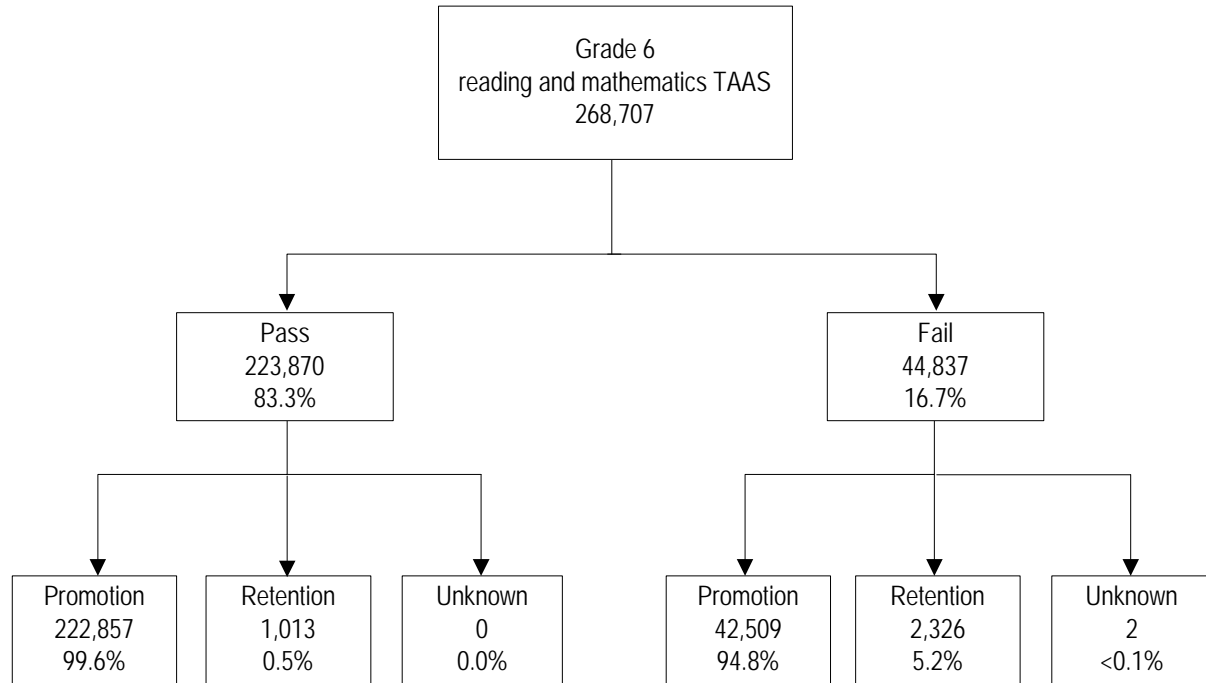 Grade 6
reading and mathematics TAAS
268,707
Pass
223,870
83.3%
Fail
44,837
16.7%
Promotion
222,857
99.6%
Retention
1,013
0.5%
Unknown
0
0.0%
Promotion
42,509
94.8%
Retention
2,326
5.2%
Unknown
2
<0.1%